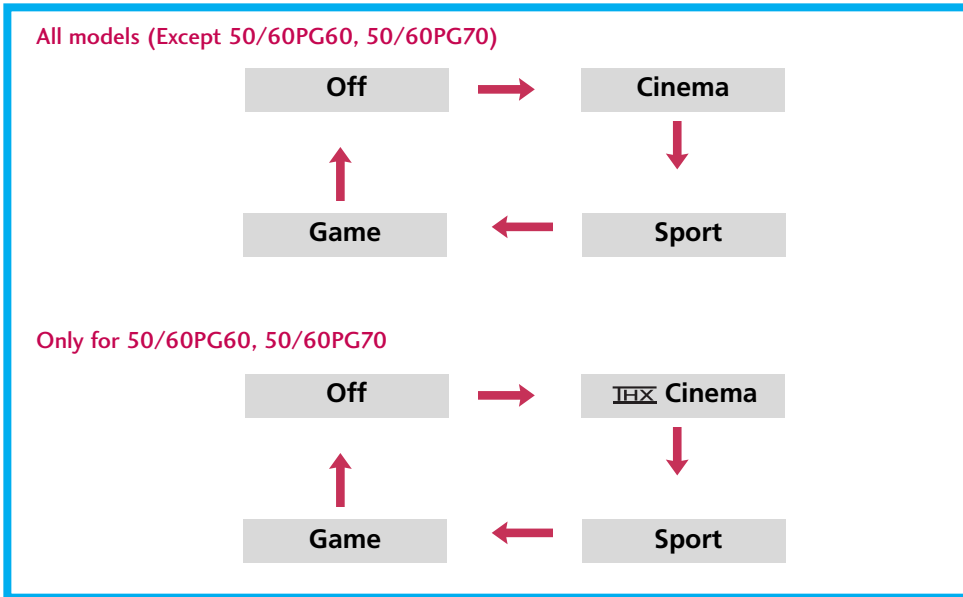 All models (Except 50/60PG60, 50/60PG70)
Off Cinema
Game Sport
Only for 50/60PG60, 50/60PG70
Off THX Cinema
Game Sport